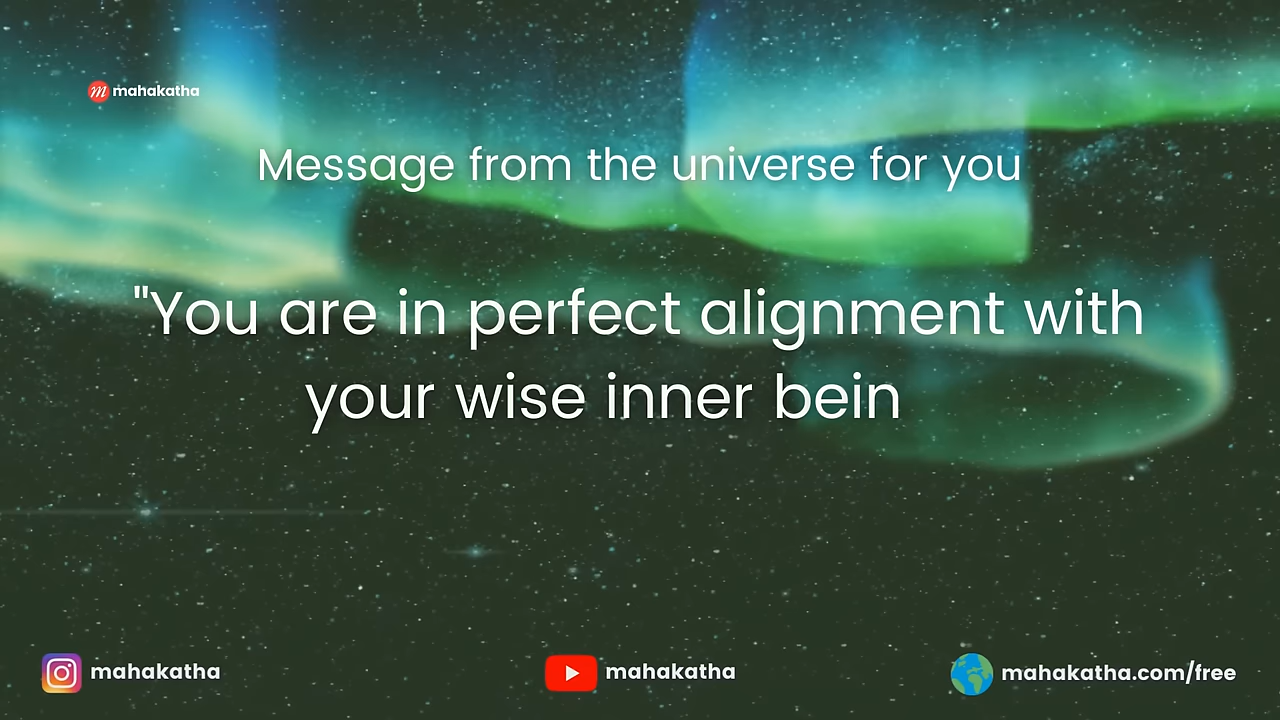 mahakatha
Message from the universe for you
"You are in perfect alignment with
your wise inner bein
mahakatha
mahakatha
mahakatha.com/free